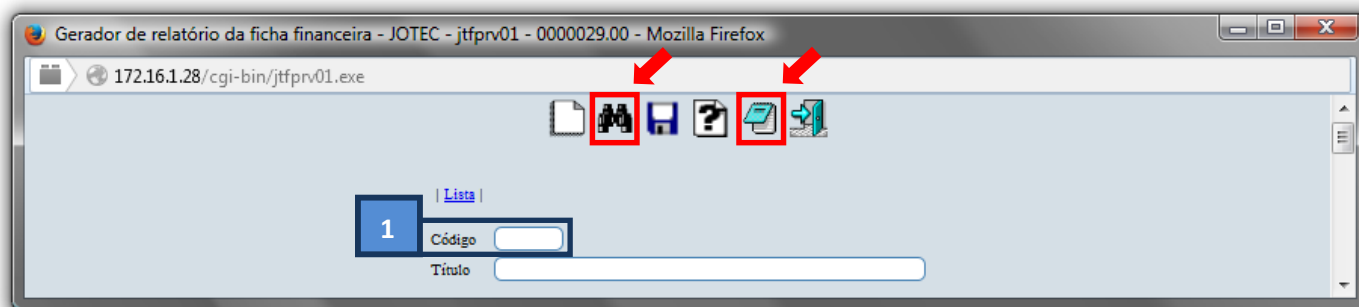 Gerador de relatório da ficha financeira - JOTEC - jtfprv01 - 0000029.00 - Mozilla Firefox
172.16.1.28/cgi-bin/jtfprv01.exe
| Lista |
1
Código
Título